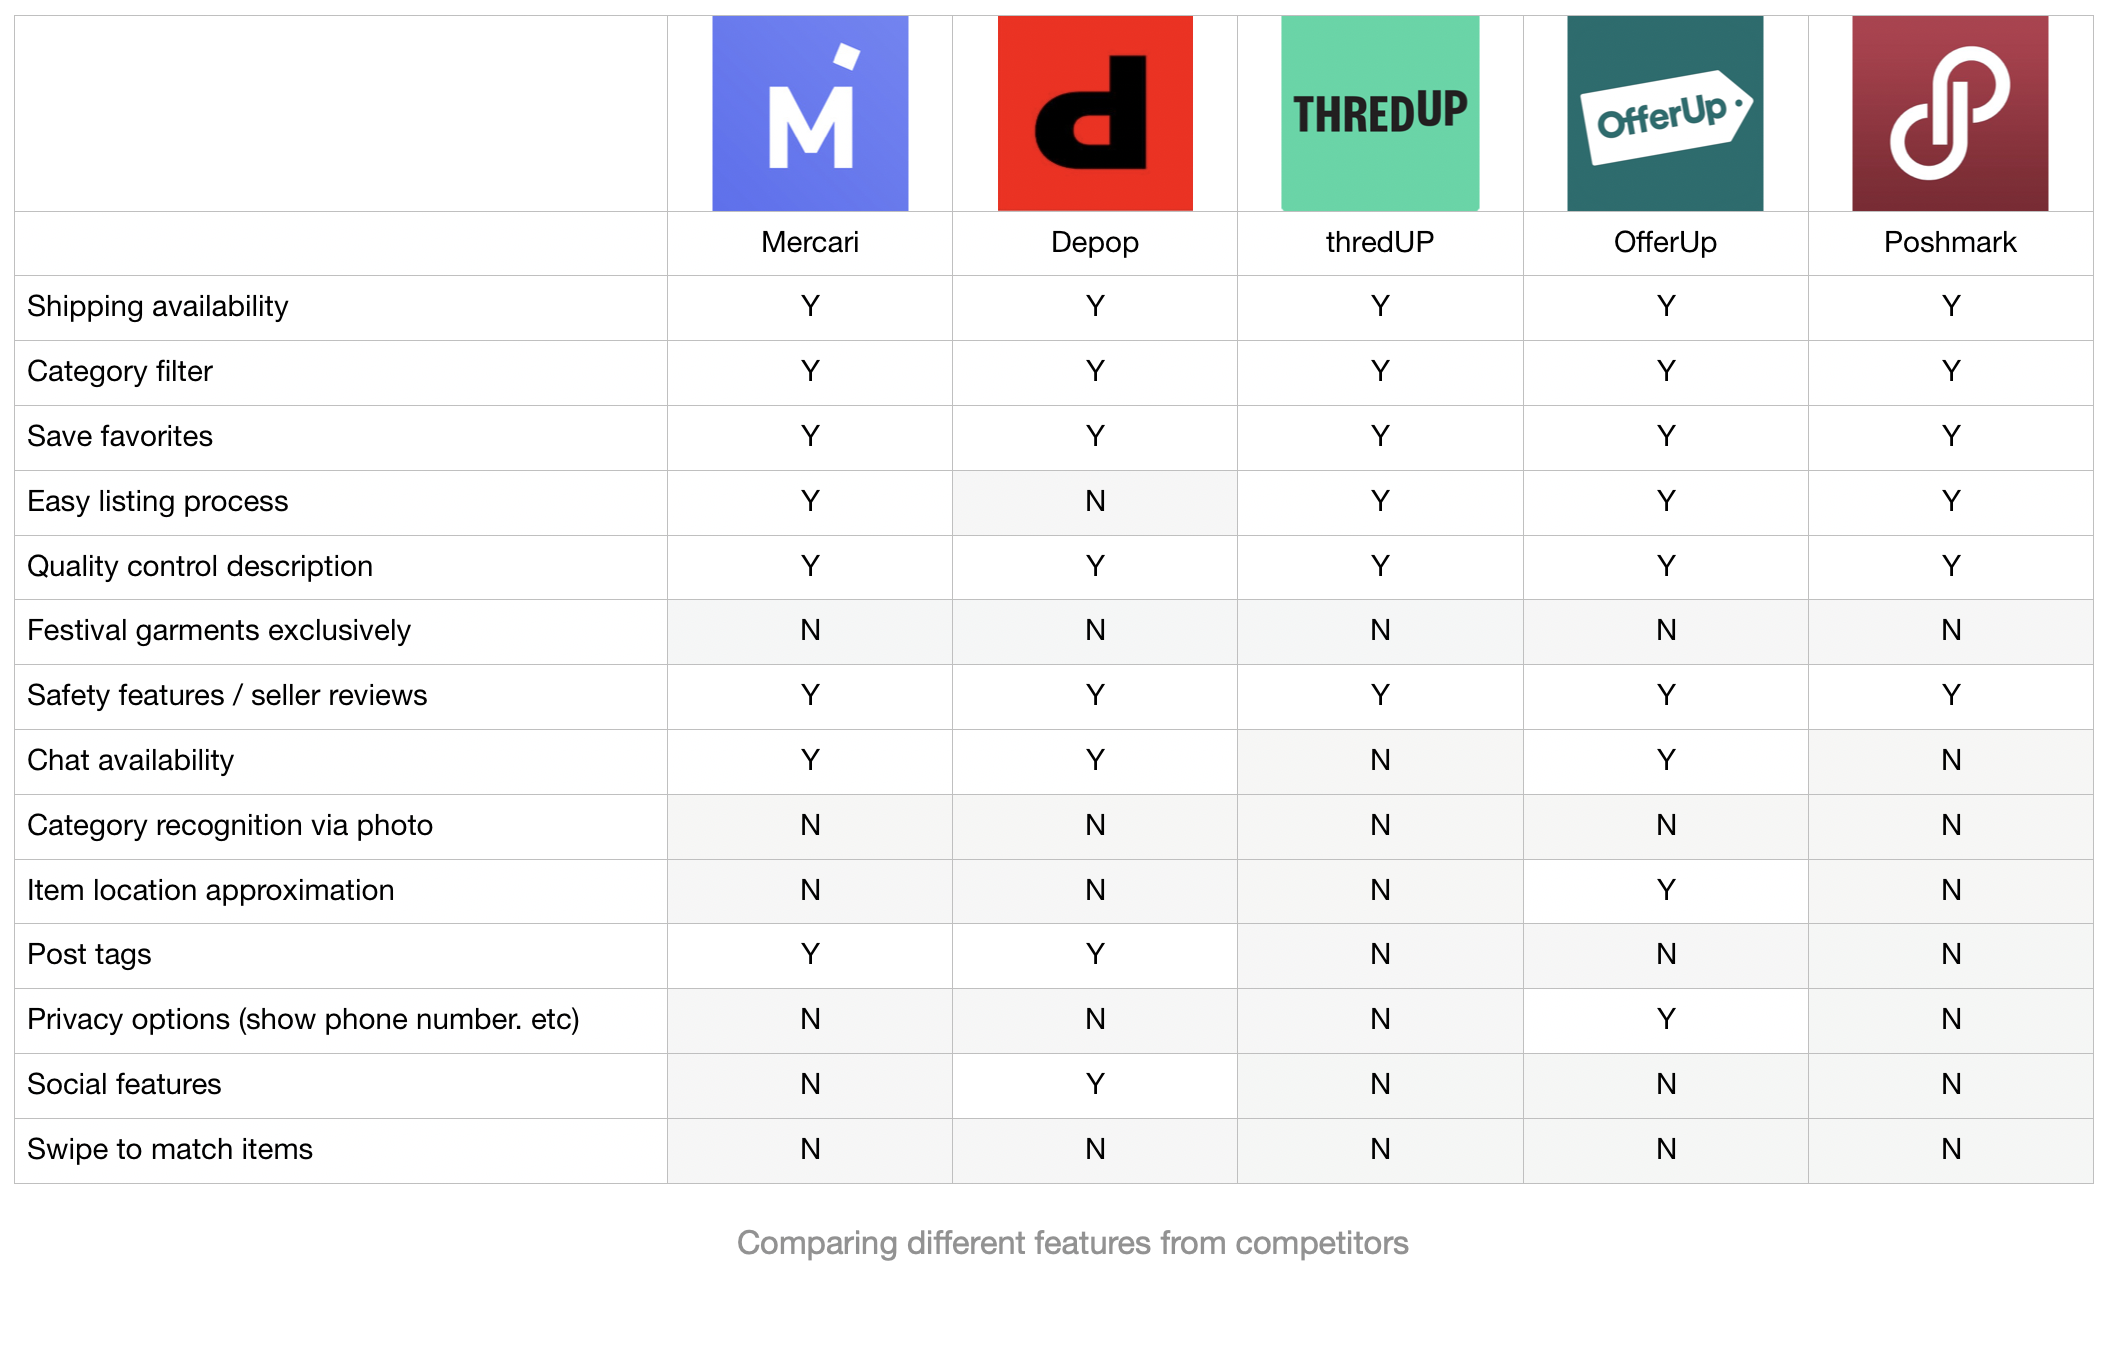 M
d
THREDUP
OfferUp
Mercari Depop thredUP OfferUp Poshmark
Shipping availability Y Y Y Y Y
Category filter Y Y Y Y Y
Save favorites Y Y Y Y Y
Easy listing process Y N Y Y Y
Quality control description Y Y Y Y Y
Festival garments exclusively N N N N N
Safety features / seller reviews Y Y Y Y Y
Chat availability Y Y N Y N
Category recognition via photo N N N N N
Item location approximation N N N Y N
Post tags Y Y N N N
Privacy options (show phone number. etc) N N N Y N
Social features N Y N N N
Swipe to match items N N N N N
Comparing different features from competitors